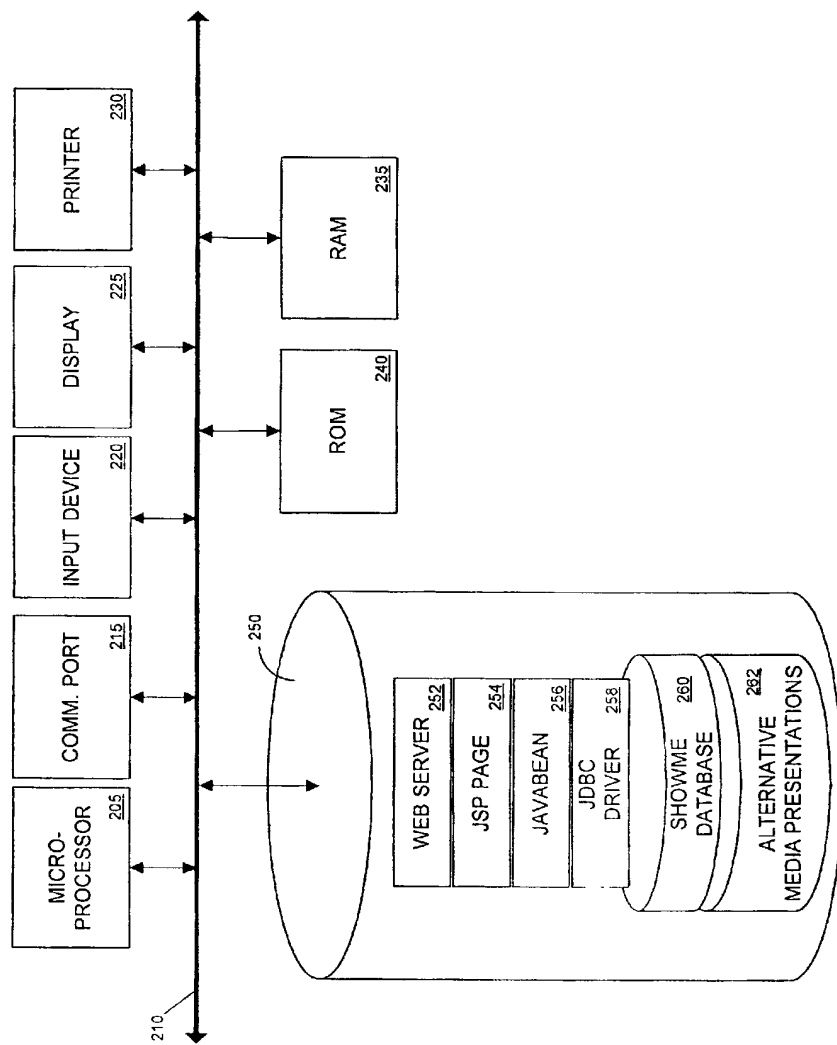 MICRO-
PROCESSOR
205
COMM. PORT
215
INPUT DEVICE
220
DISPLAY
225
PRINTER
230
210
250
ROM
240
RAM
235
WEB SERVER
252
JSP PAGE
254
JAVABEAN
256
JDBC
DRIVER
258
SHOWME
DATABASE
260
ALTERNATIVE
MEDIA PRESENTATIONS
262